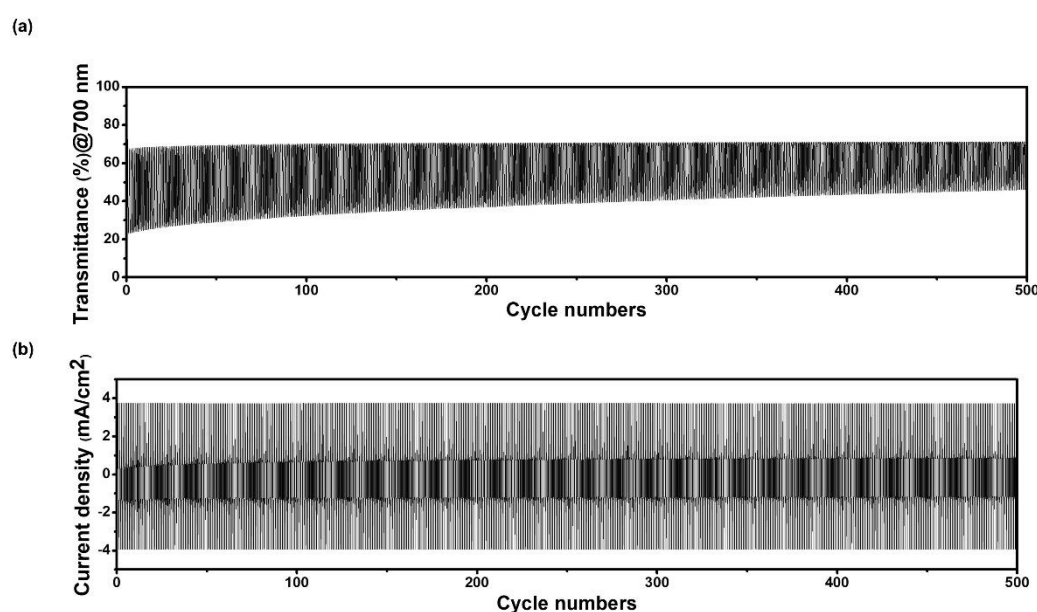 (a)
Transmittance (%)@700 nm
100
80
60
40
20
0
0 100 200 300 400 500
Cycle numbers
(b)
Current density (mA/cm²)
4
2
0
-2
-4
0 100 200 300 400 500
Cycle numbers